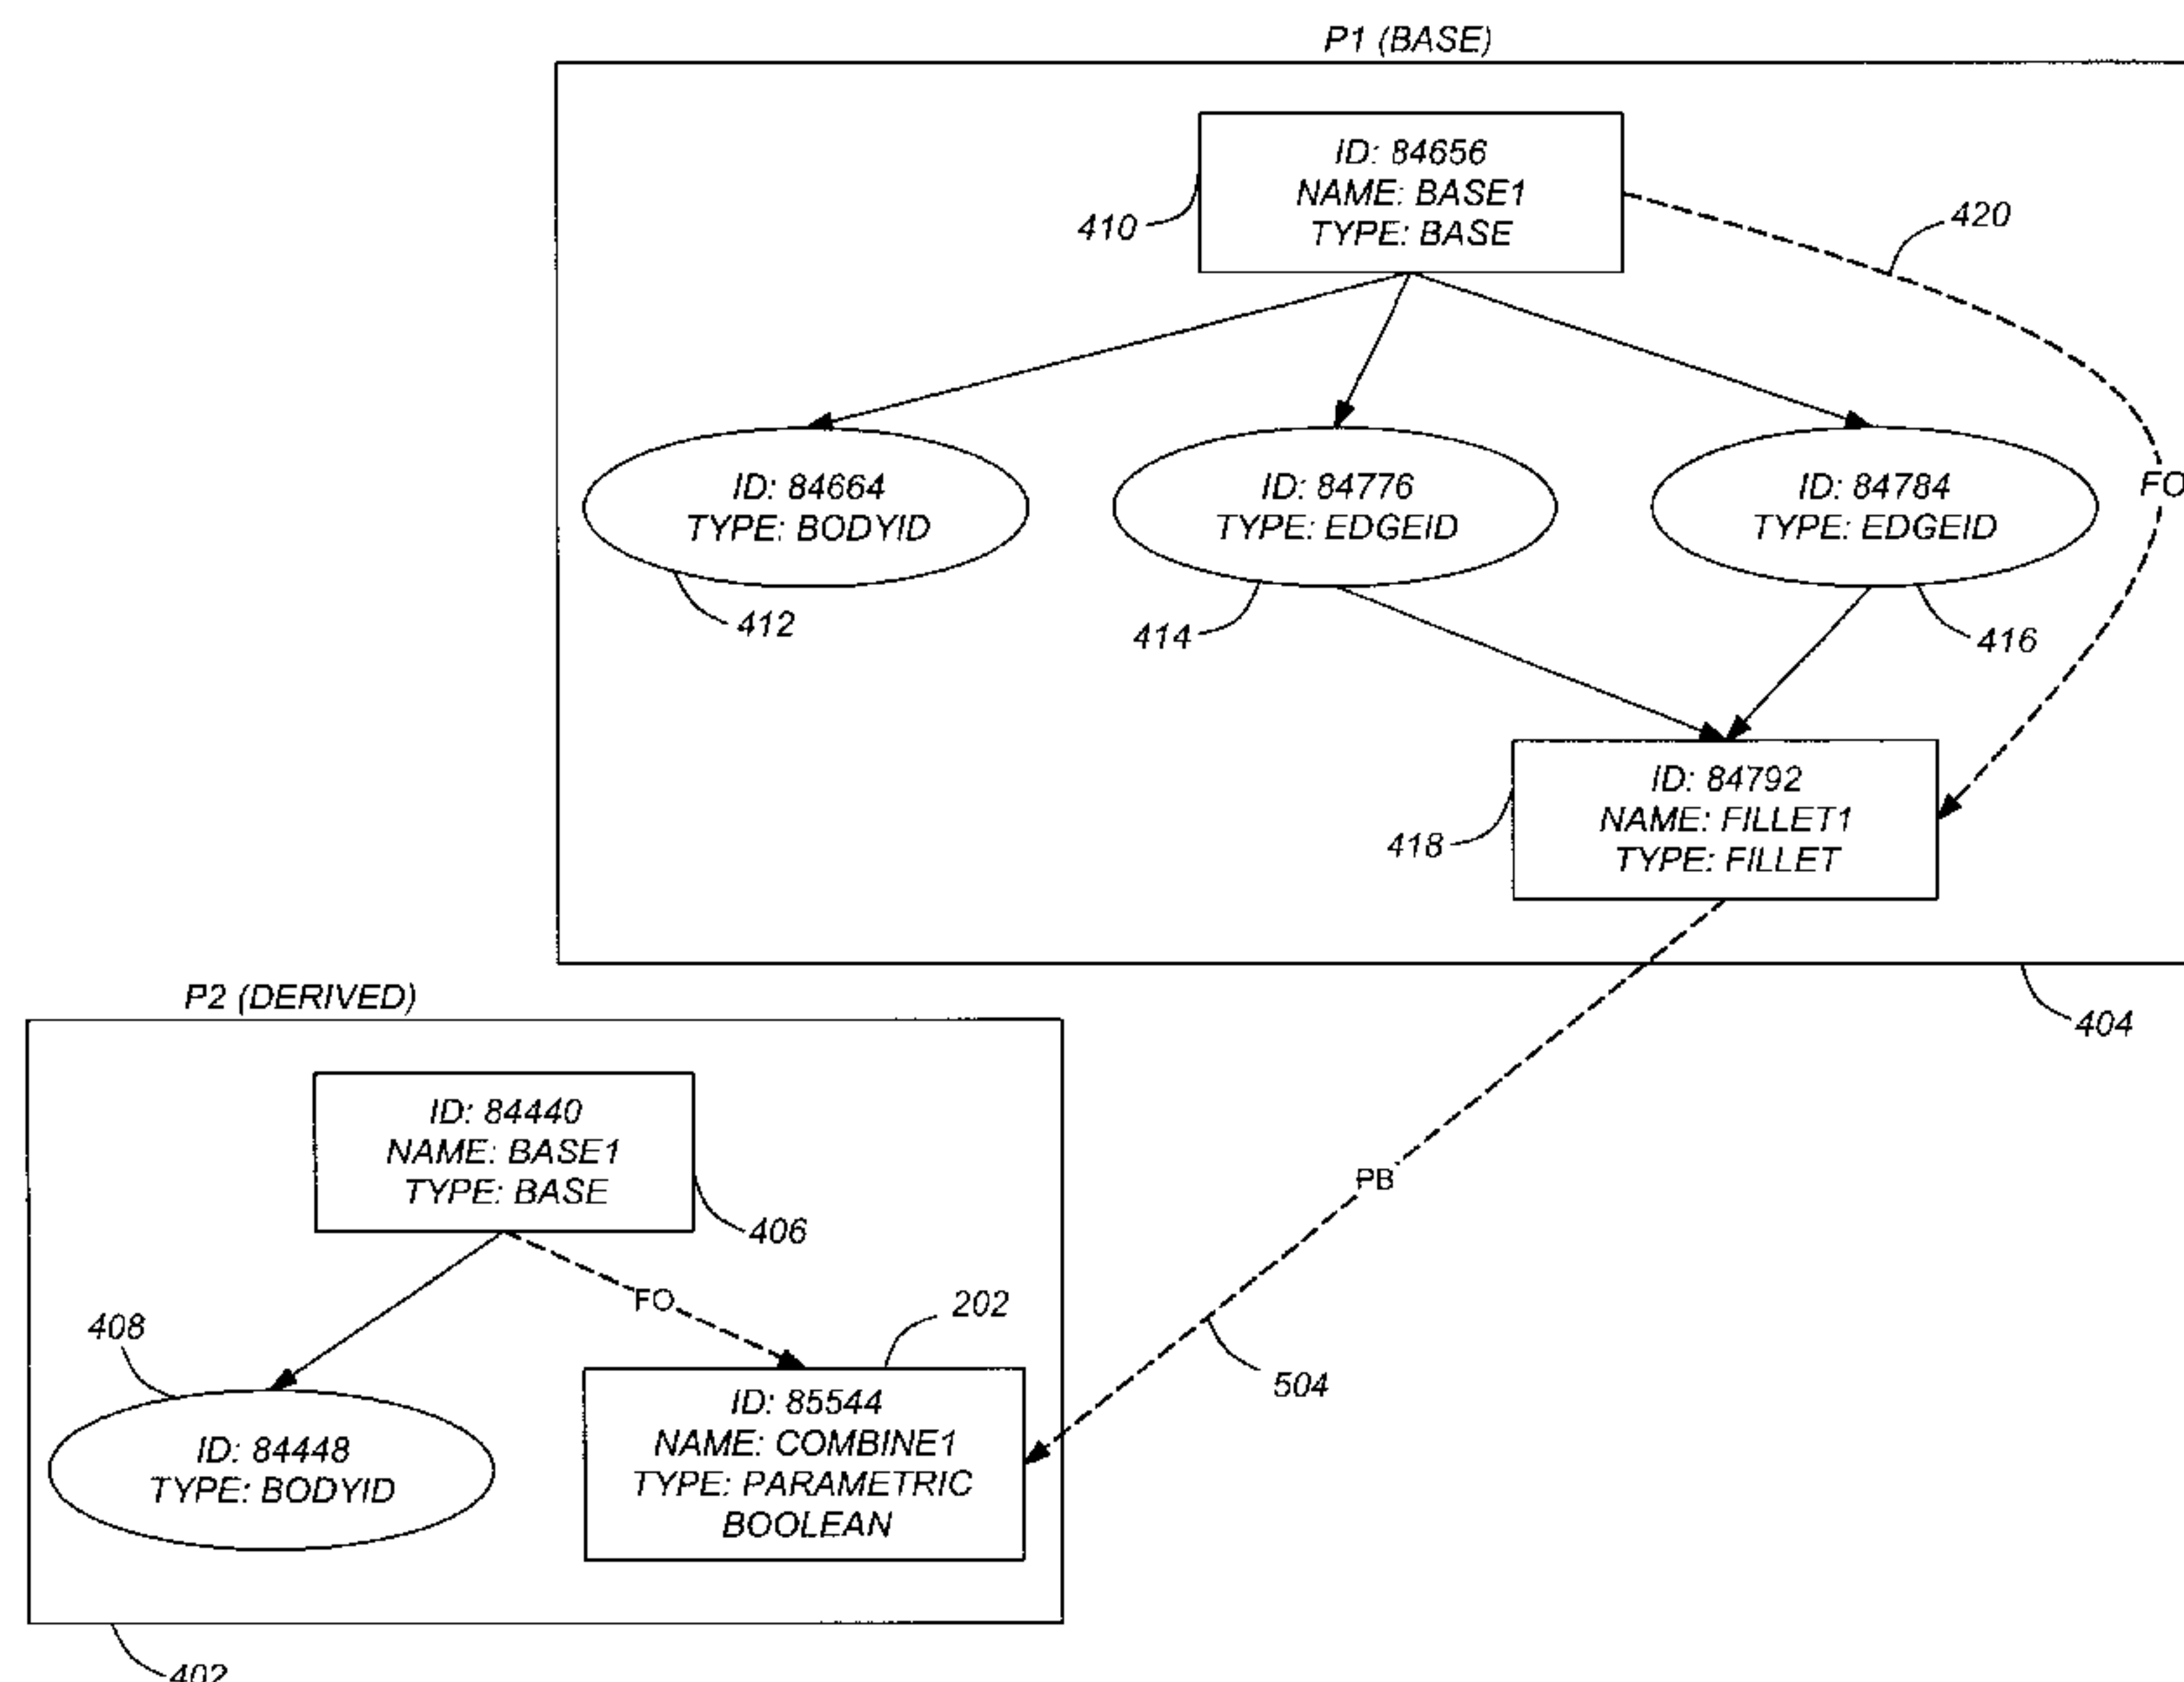 P1 (BASE)
ID: 84656
NAME: BASE1
TYPE: BASE
410
420
ID: 84664
TYPE: BODYID
ID: 84776
TYPE: EDGEID
ID: 84784
TYPE: EDGEID
FO
412
414
416
ID: 84792
NAME: FILLET1
TYPE: FILLET
418
P2 (DERIVED)
404
ID: 84440
NAME: BASE1
TYPE: BASE
406
PB
FO
202
408
504
ID: 85544
NAME: COMBINE1
TYPE: PARAMETRIC
BOOLEAN
ID: 84448
TYPE: BODYID
402